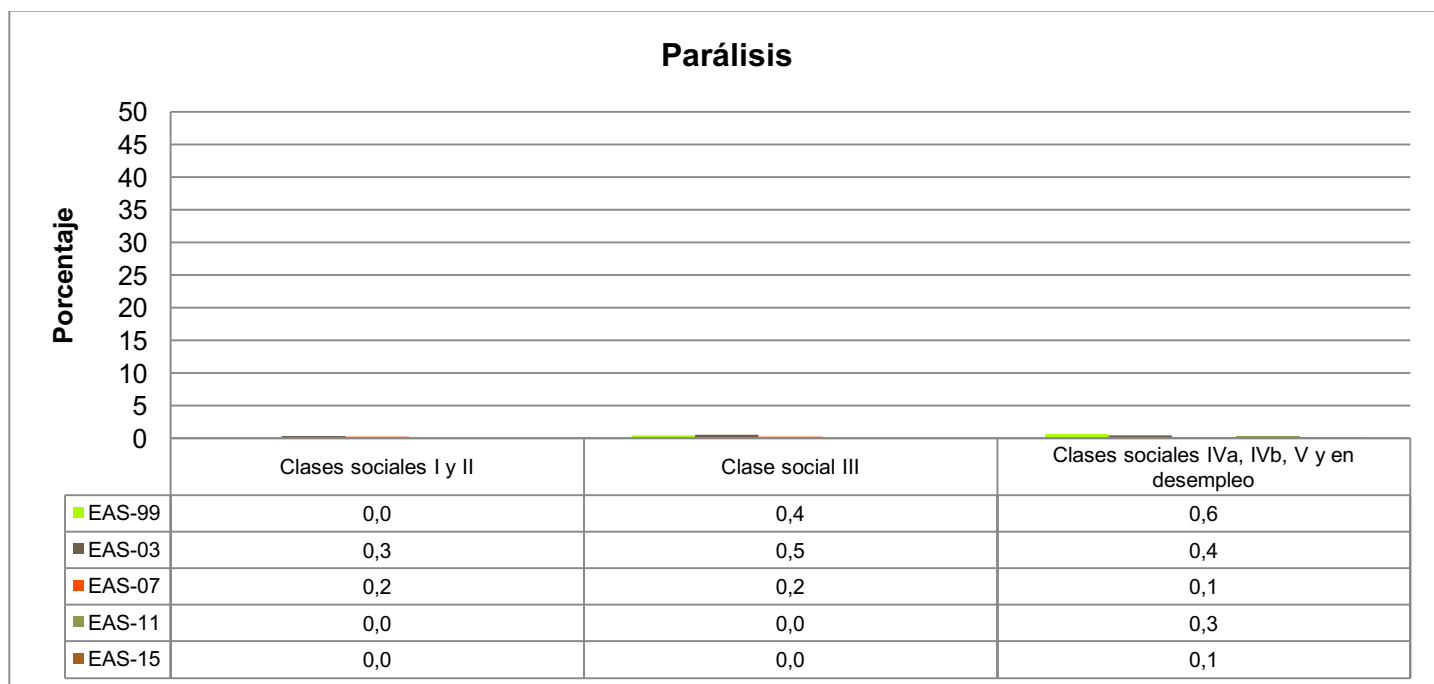 Parálisis
Porcentaje
50
45
40
35
30
25
20
15
10
5
0
Clases sociales I y II
Clase social III
Clases sociales IVa, IVb, V y en
desempleo
EAS-99 0,0 0,4 0,6
EAS-03 0,3 0,5 0,4
EAS-07 0,2 0,2 0,1
EAS-11 0,0 0,0 0,3
EAS-15 0,0 0,0 0,1